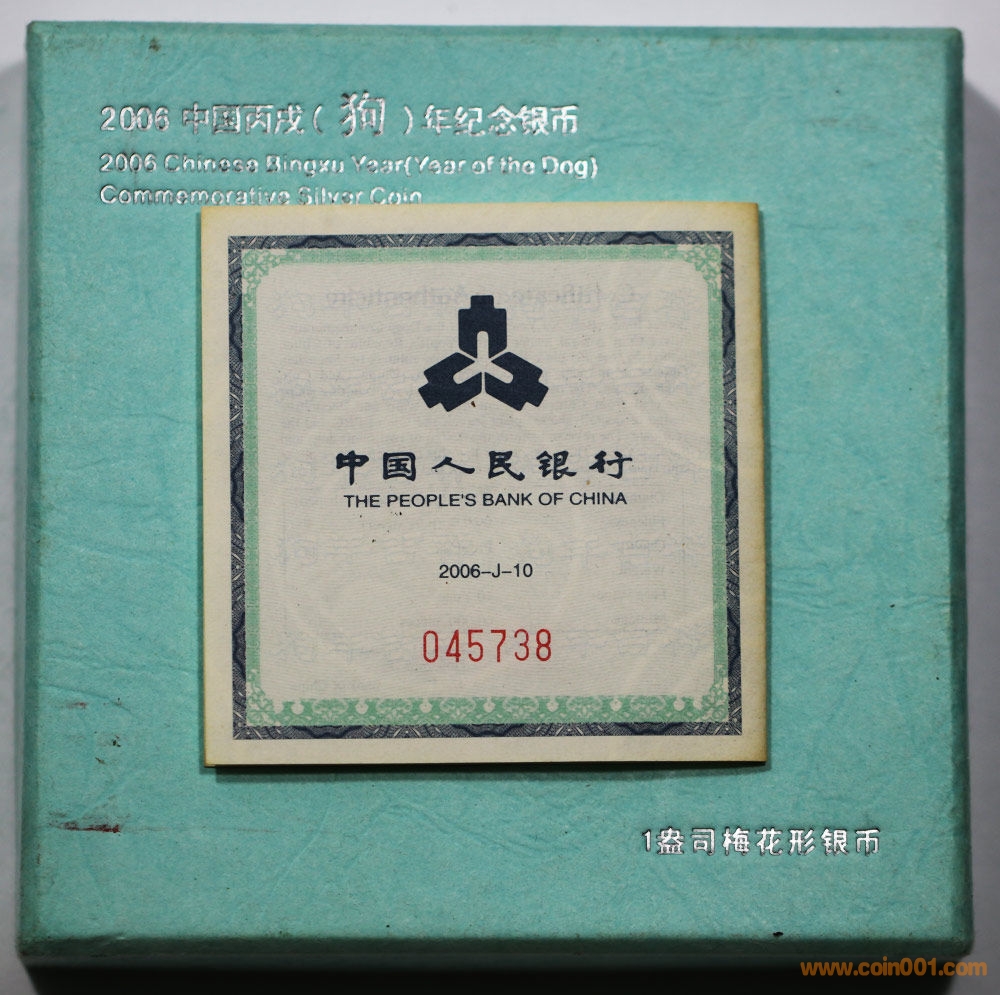 2006 中国丙戌(狗)年纪念银币
2006 Chinese Bingxu Year(Year of the Dog)
Commemorative Silver Coin
中国人民银行
THE PEOPLE'S BANK OF CHINA
2006-J-10
045738
1盎司梅花形银币
www.coin001.com